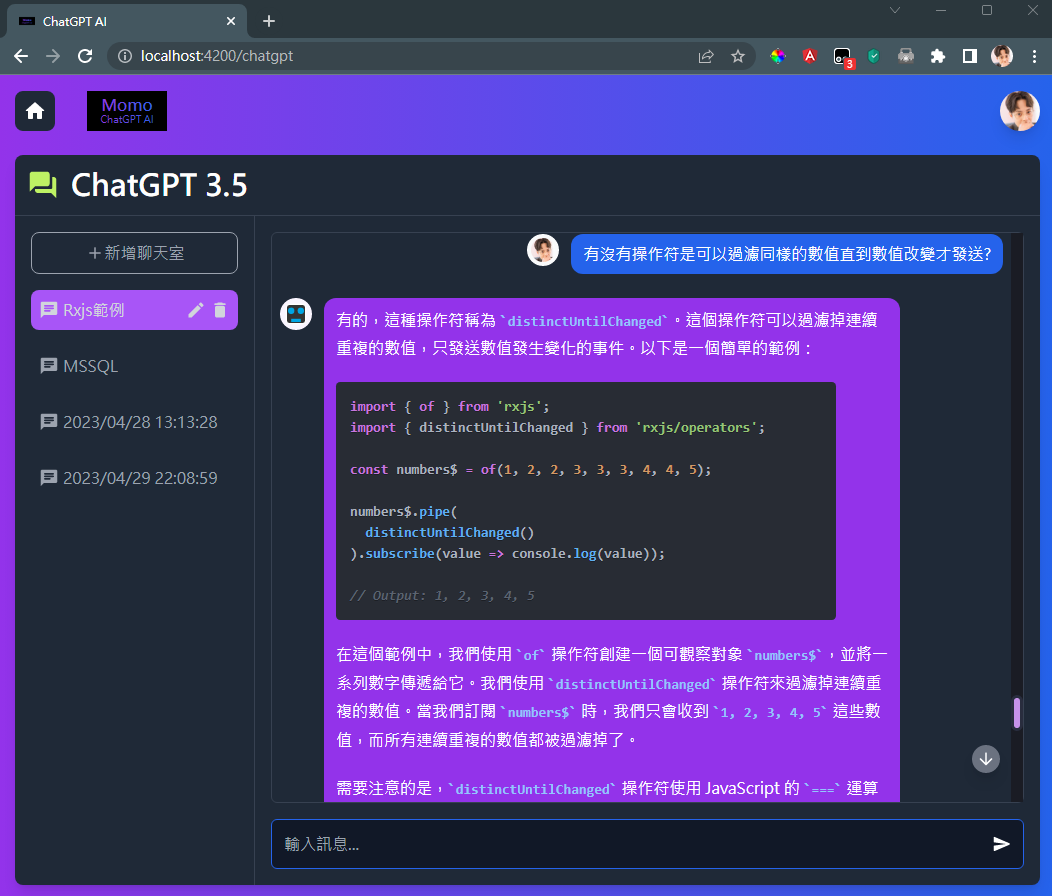 ChatGPT AI
localhost:4200/chatgpt
3
Momo
ChatGPT AI
ChatGPT 3.5
+新增聊天室
Rxjs範例
MSSQL
2023/04/28 13:13:28
2023/04/29 22:08:59
有沒有操作符是可以過濾同樣的數值直到數值改變才發送?
有的，這種操作符稱為 `distinctUntilChanged`。這個操作符可以過濾掉連續
重複的數值，只發送數值發生變化的事件。以下是一個簡單的範例：
import { of } from 'rxjs';
import { distinctUntilChanged } from 'rxjs/operators';
const numbers$ = of(1, 2, 2, 3, 3, 3, 4, 4, 5);
numbers$.pipe(
distinctUntilChanged()
).subscribe(value => console.log(value));
// Output: 1, 2, 3, 4, 5
在這個範例中，我們使用 `of` 操作符創建一個可觀察對象 `numbers$`，並將一
系列數字傳遞給它。我們使用 `distinctUntilChanged` 操作符來過濾掉連續重
複的數值。當我們訂閱 `numbers$` 時，我們只會收到 `1, 2, 3, 4, 5` 這些數
值，而所有連續重複的數值都被過濾掉了。
需要注意的是，`distinctUntilChanged` 操作符使用 JavaScript 的 `===` 運算
輸入訊息...